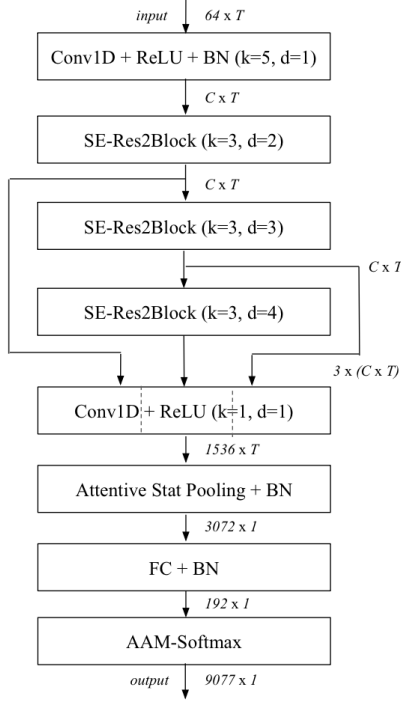 input 64 x T
Conv1D + ReLU + BN (k=5, d=1)
C x T
SE-Res2Block (k=3, d=2)
C x T
SE-Res2Block (k=3, d=3)
C x T
SE-Res2Block (k=3, d=4)
3 x (C x T)
Conv1D + ReLU (k=1, d=1)
1536 x T
Attentive Stat Pooling + BN
3072 x 1
FC + BN
192 x 1
AAM-Softmax
output 9077 x 1